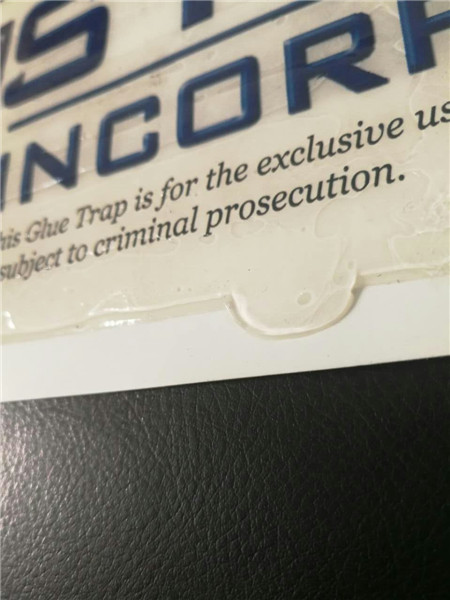 INCORP
his Glue Trap is for the exclusive us
subject to criminal prosecution.